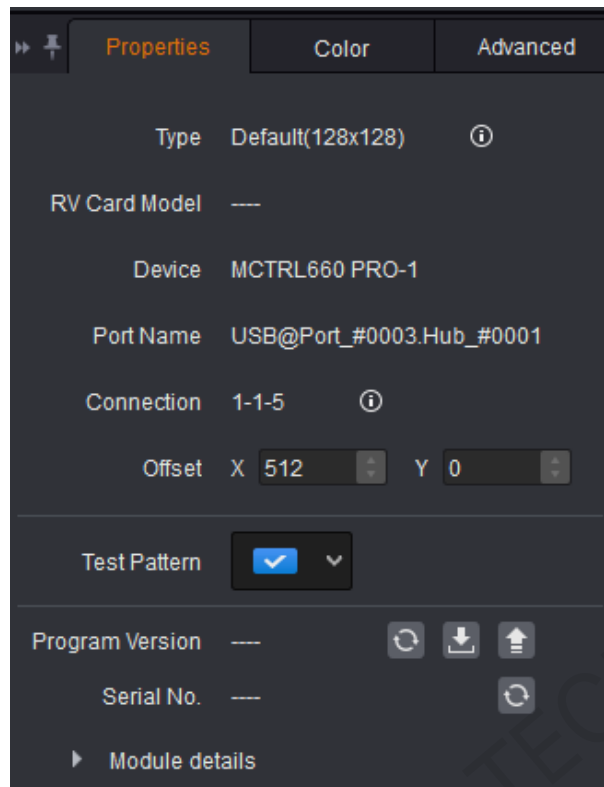 Properties Color Advanced
Type Default(128x128)
RV Card Model ----
Device MCTRL660 PRO-1
Port Name USB@Port_#0003.Hub_#0001
Connection 1-1-5
Offset X 512 Y 0
Test Pattern
Program Version ----
Serial No. ----
Module details